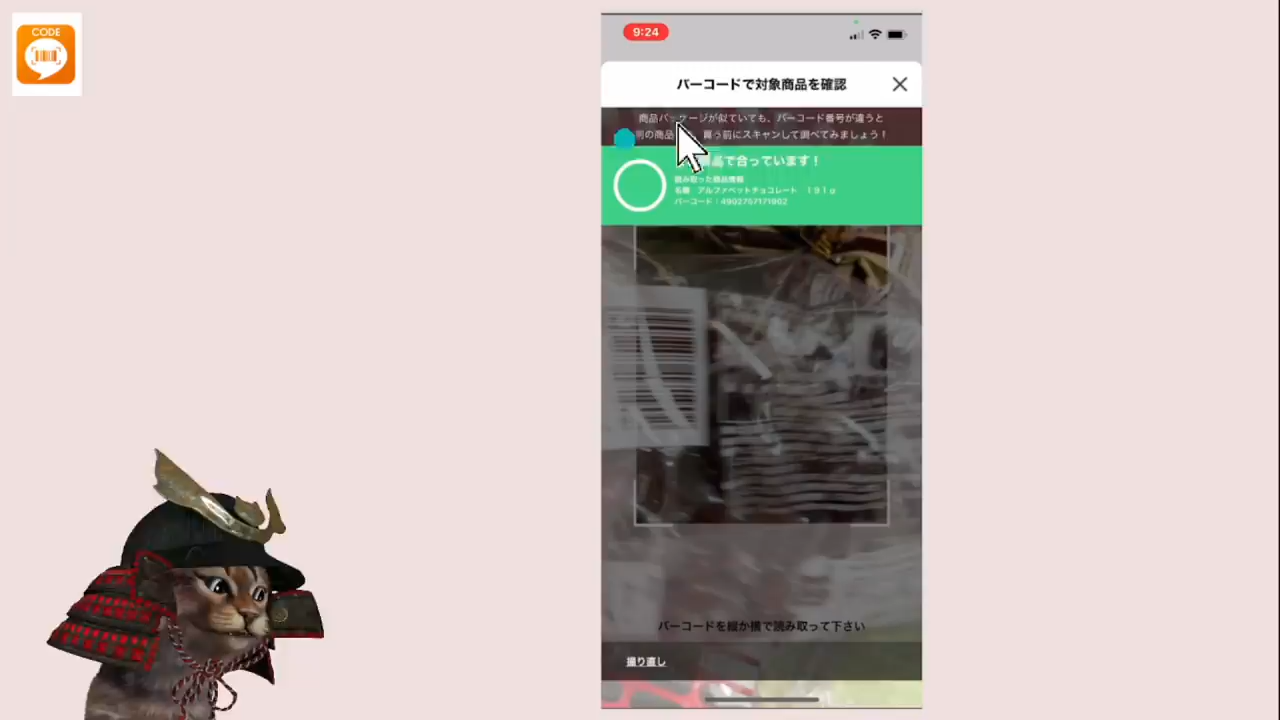 CODE
9:24
バーコードで対象商品を確認
商品パッケージが似ていても、バーコード番号が違うと
別の商品 買う前にスキャンして調べてみましょう！
で合っています！
読み取った商品情報
名称 アルファベットチョコレート 191g
バーコード：4902757171902
バーコードを縦か横で読み取って下さい
撮り直し